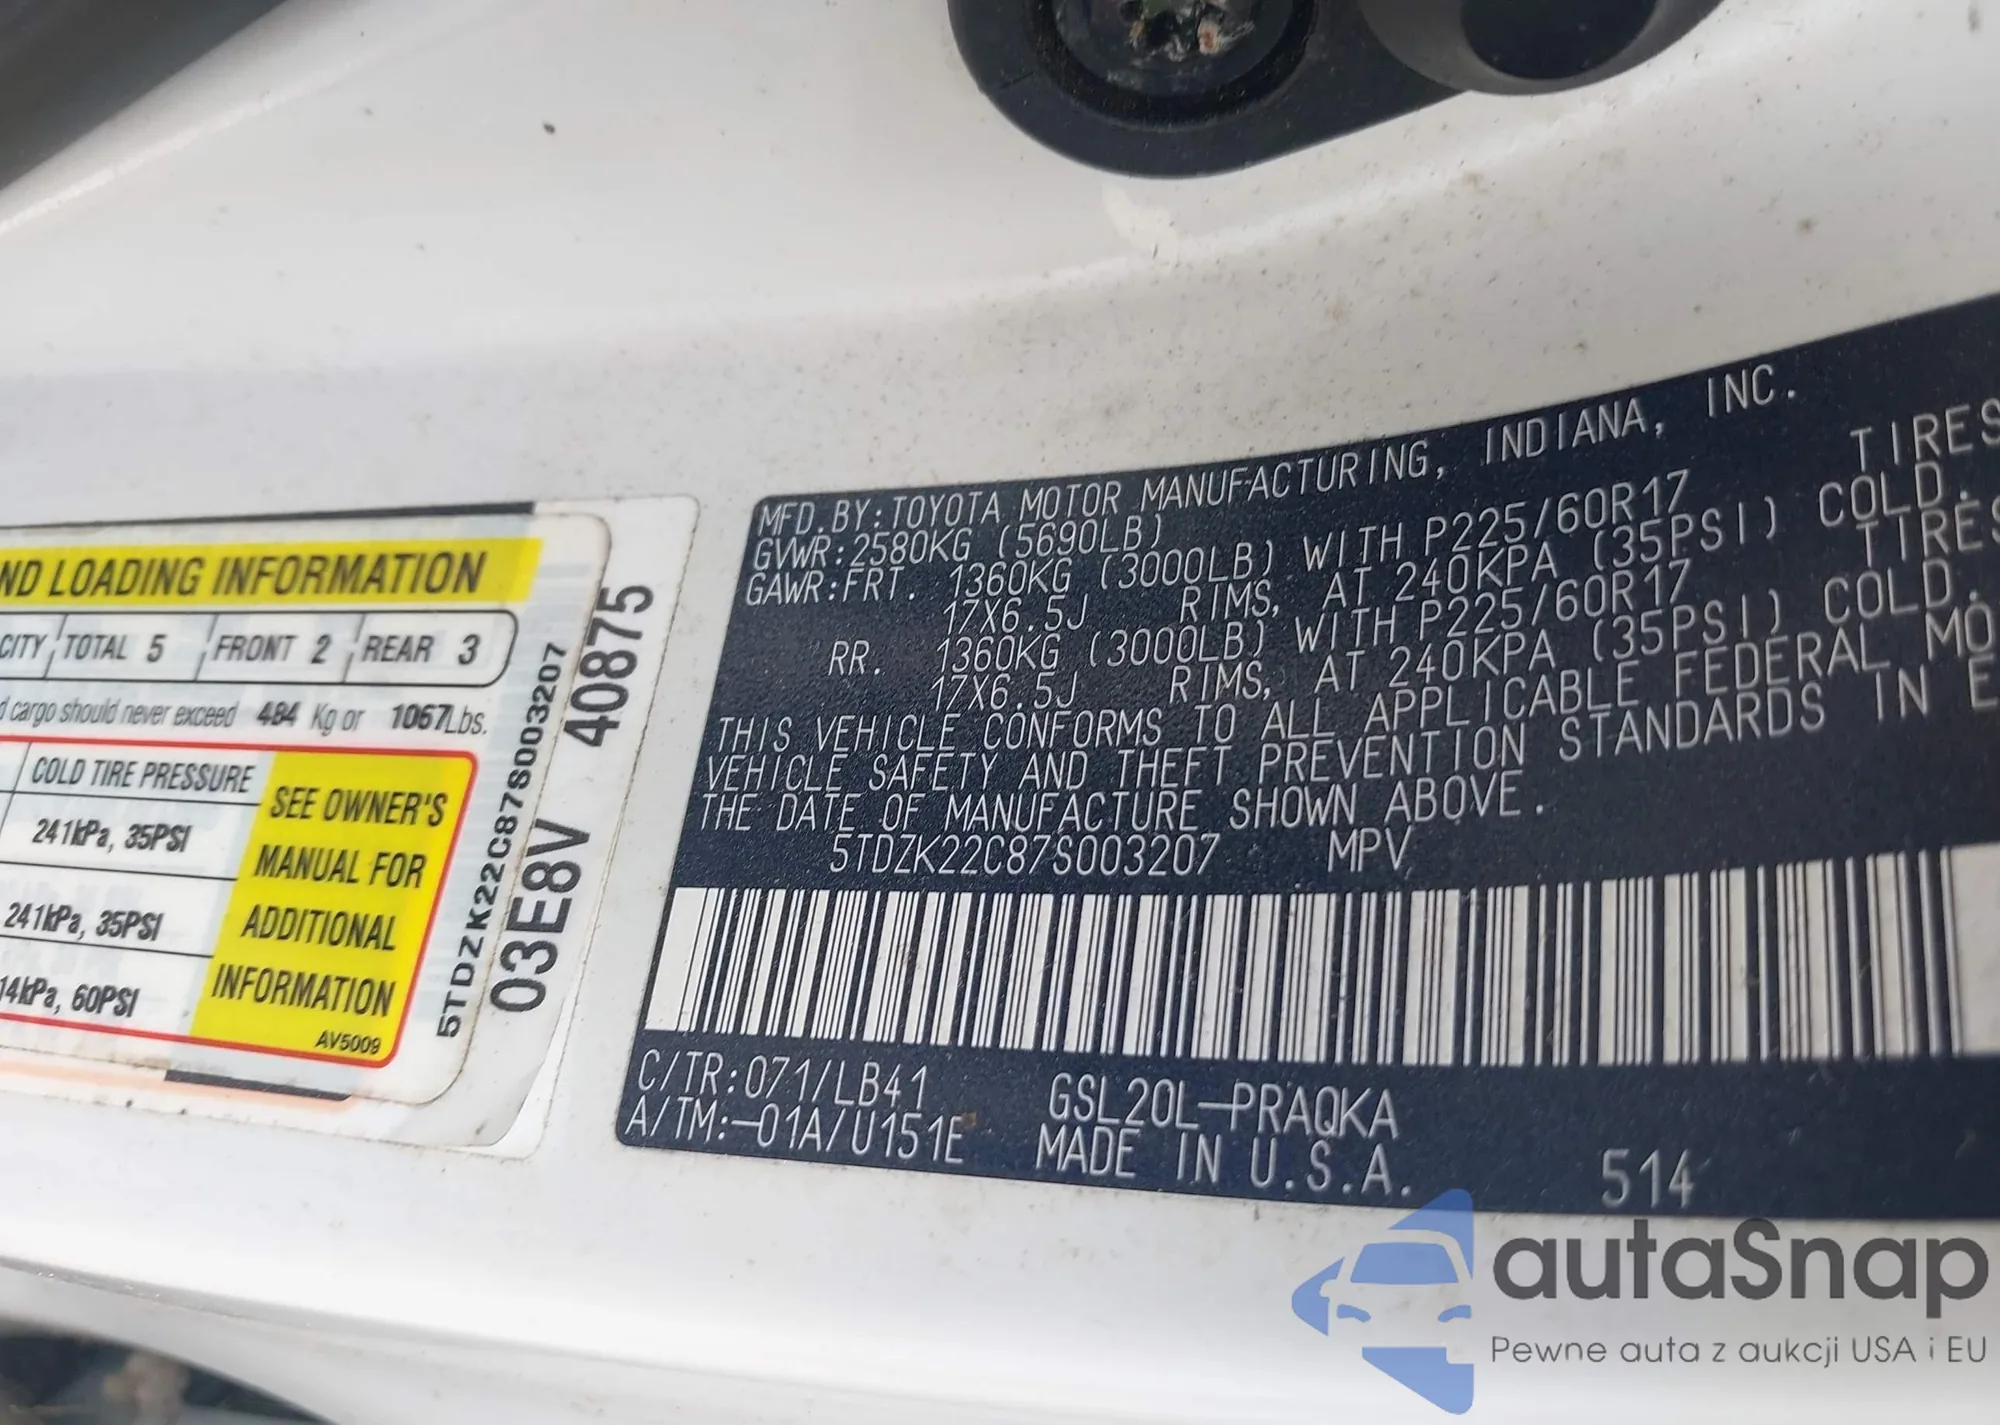 ND LOADING INFORMATION
CITY TOTAL 5 FRONT 2 REAR 3
d cargo should never exceed 484 Kg or 1067Lbs.
COLD TIRE PRESSURE
241kPa, 35PSI
241kPa, 35PSI
14kPa, 60PSI
SEE OWNER'S
MANUAL FOR
ADDITIONAL
INFORMATION
AV5009
5TDZK22C87S003207
03E8V 40875
MFD.BY:TOYOTA MOTOR MANUFACTURING, INDIANA, INC.
GVWR:2580KG (5690LB)
GAWR:FRT. 1360KG (3000LB) WITH P225/60R17 TIRES
17X6.5J RIMS, AT 240KPA (35PSI) COLD.
RR. 1360KG (3000LB) WITH P225/60R17 TIRES
17X6.5J RIMS, AT 240KPA (35PSI) COLD.
THIS VEHICLE CONFORMS TO ALL APPLICABLE FEDERAL MO
VEHICLE SAFETY AND THEFT PREVENTION STANDARDS IN E
THE DATE OF MANUFACTURE SHOWN ABOVE.
5TDZK22C87S003207 MPV
C/TR:071/LB41 GSL20L-PRAQKA
A/TM:-01A/U151E MADE IN U.S.A. 514
autaSnap
Pewne auta z aukcji USA i EU